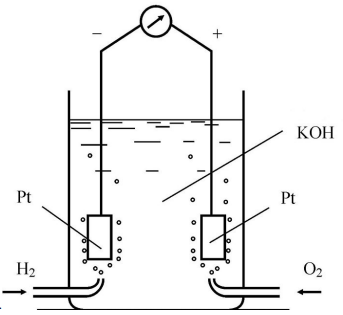 − +
KOH
Pt Pt
H₂ O₂